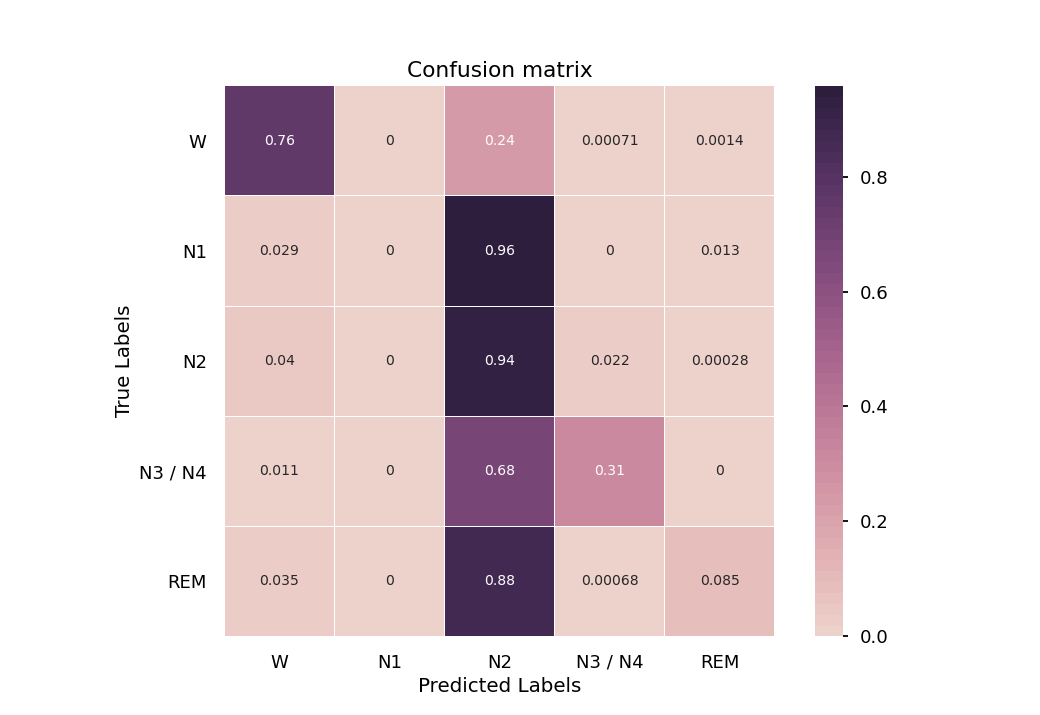 Confusion matrix
W 0.76 0 0.24 0.00071 0.0014
N1 0.029 0 0.96 0 0.013
N2 0.04 0 0.94 0.022 0.00028
N3 / N4 0.011 0 0.68 0.31 0
REM 0.035 0 0.88 0.00068 0.085
W N1 N2 N3 / N4 REM
Predicted Labels
True Labels
0.8
0.6
0.4
0.2
0.0